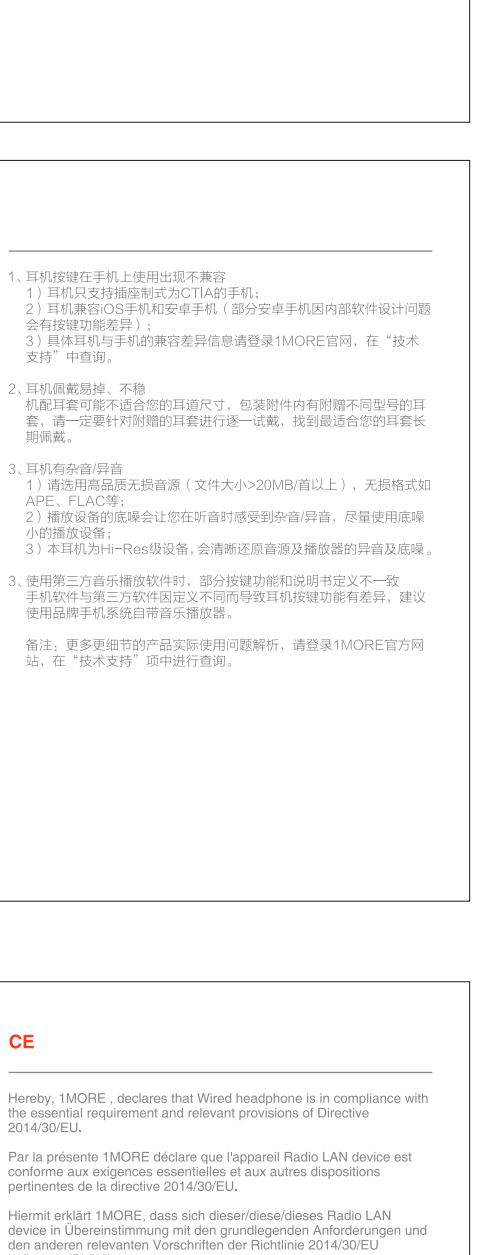 1、耳机按键在手机上使用出现不兼容
1）耳机只支持插座制式为CTIA的手机；
2）耳机兼容iOS手机和安卓手机（部分安卓手机因内部软件设计问题
会有按键功能差异）；
3）具体耳机与手机的兼容差异信息请登录1MORE官网，在“技术
支持”中查询。
2、耳机佩戴易掉、不稳
机配耳套可能不适合您的耳道尺寸，包装附件内有附赠不同型号的耳
套，请一定要针对附赠的耳套进行逐一试戴，找到最适合您的耳套长
期佩戴。
3、耳机有杂音/异音
1）请选用高品质无损音源（文件大小>20MB/首以上），无损格式如
APE、FLAC等；
2）播放设备的底噪会让您在听音时感受到杂音/异音，尽量使用底噪
小的播放设备；
3）本耳机为Hi-Res级设备，会清晰还原音源及播放器的异音及底噪。
3、使用第三方音乐播放软件时，部分按键功能和说明书定义不一致
手机软件与第三方软件因定义不同而导致耳机按键功能有差异，建议
使用品牌手机系统自带音乐播放器。
备注：更多更细节的产品实际使用问题解析，请登录1MORE官方网
站，在“技术支持”项中进行查询。
CE
Hereby, 1MORE , declares that Wired headphone is in compliance with
the essential requirement and relevant provisions of Directive
2014/30/EU.
Par la présente 1MORE déclare que l'appareil Radio LAN device est
conforme aux exigences essentielles et aux autres dispositions
pertinentes de la directive 2014/30/EU.
Hiermit erklärt 1MORE, dass sich dieser/diese/dieses Radio LAN
device in Übereinstimmung mit den grundlegenden Anforderungen und
den anderen relevanten Vorschriften der Richtlinie 2014/30/EU